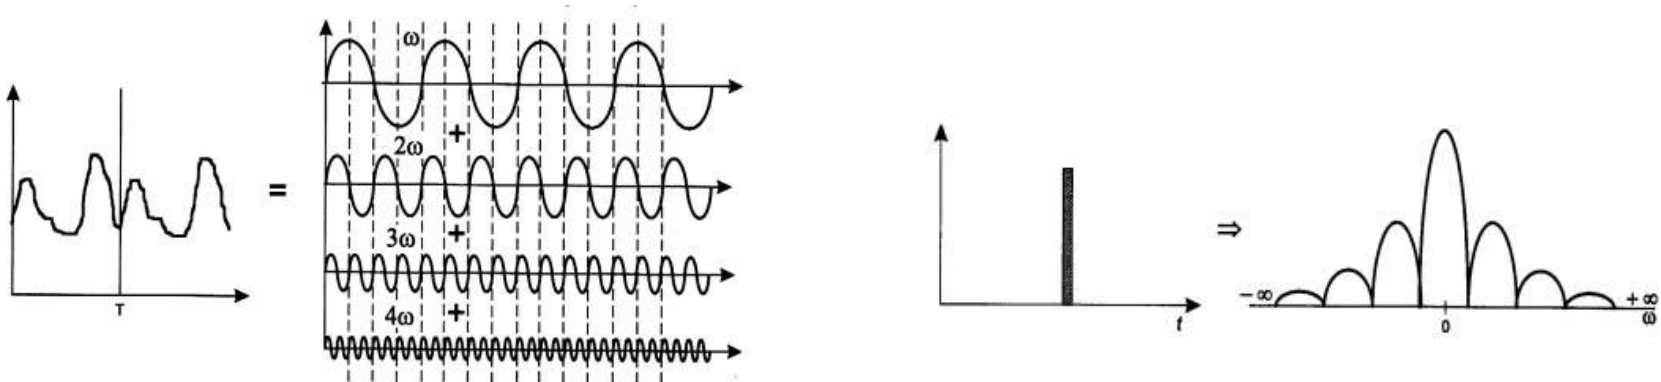 T
=
ω
+
2ω
+
3ω
+
4ω
t
⇒
-∞
0
+∞
ω